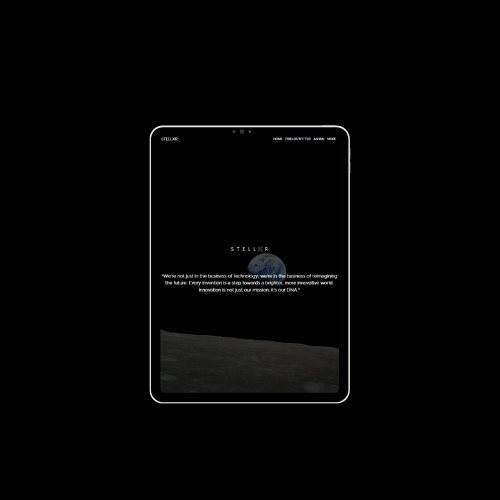 STELLXR
HOME
MORE
STELLXR
"We're not just in the business of technology; we're in the business of reimagining
the future. Every invention is a step towards a brighter, more innovative world.
Innovation is not just our mission; it's our DNA."